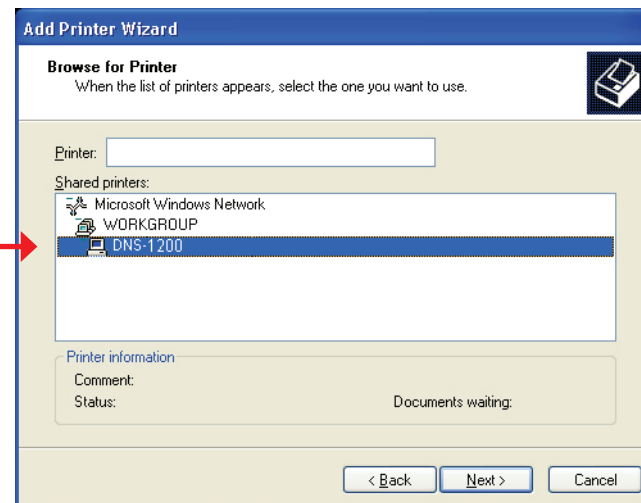 Add Printer Wizard
Browse for Printer
When the list of printers appears, select the one you want to use.
Printer:
Shared printers:
Microsoft Windows Network
WORKGROUP
DNS-1200
Printer information
Comment:
Status: Documents waiting:
< Back Next > Cancel